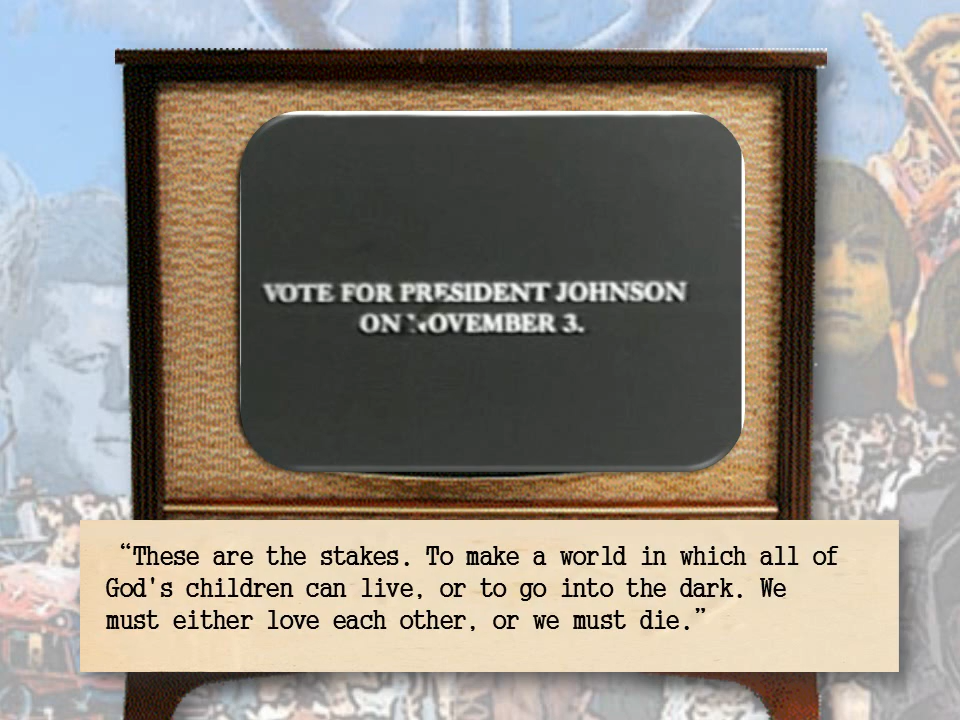 VOTE FOR PRESIDENT JOHNSON
ON NOVEMBER 3.
“These are the stakes. To make a world in which all of
God's children can live, or to go into the dark. We
must either love each other, or we must die.”